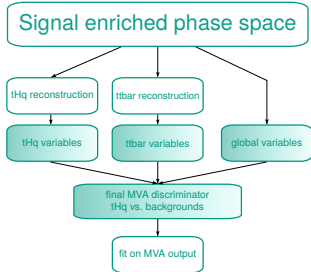 Signal enriched phase space
tHq reconstruction
ttbar reconstruction
tHq variables
ttbar variables
global variables
final MVA discriminator
tHq vs. backgrounds
fit on MVA output